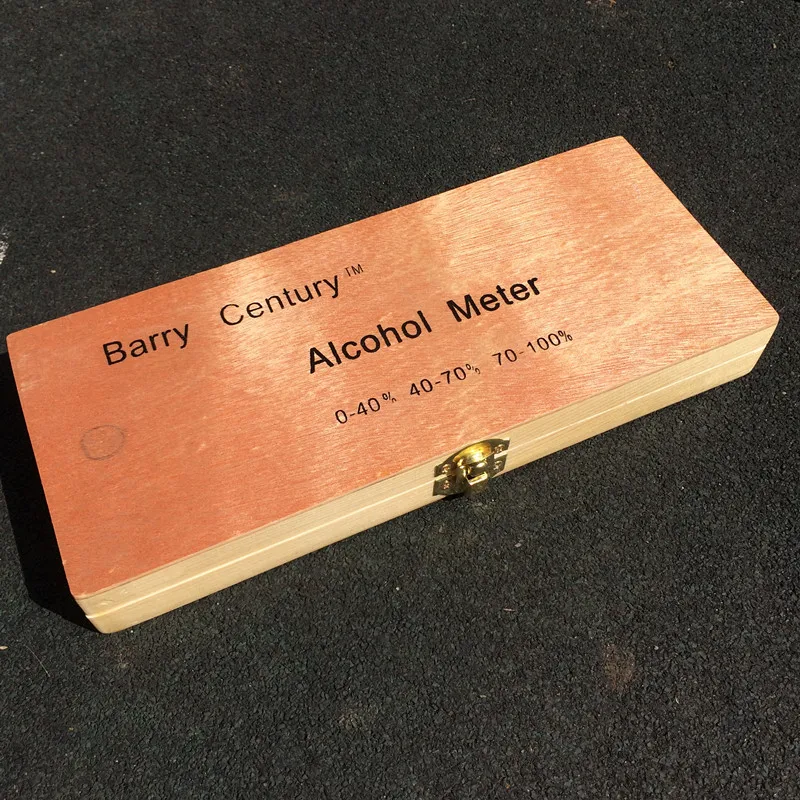 Barry Century™
Alcohol Meter
0-40% 40-70% 70-100%